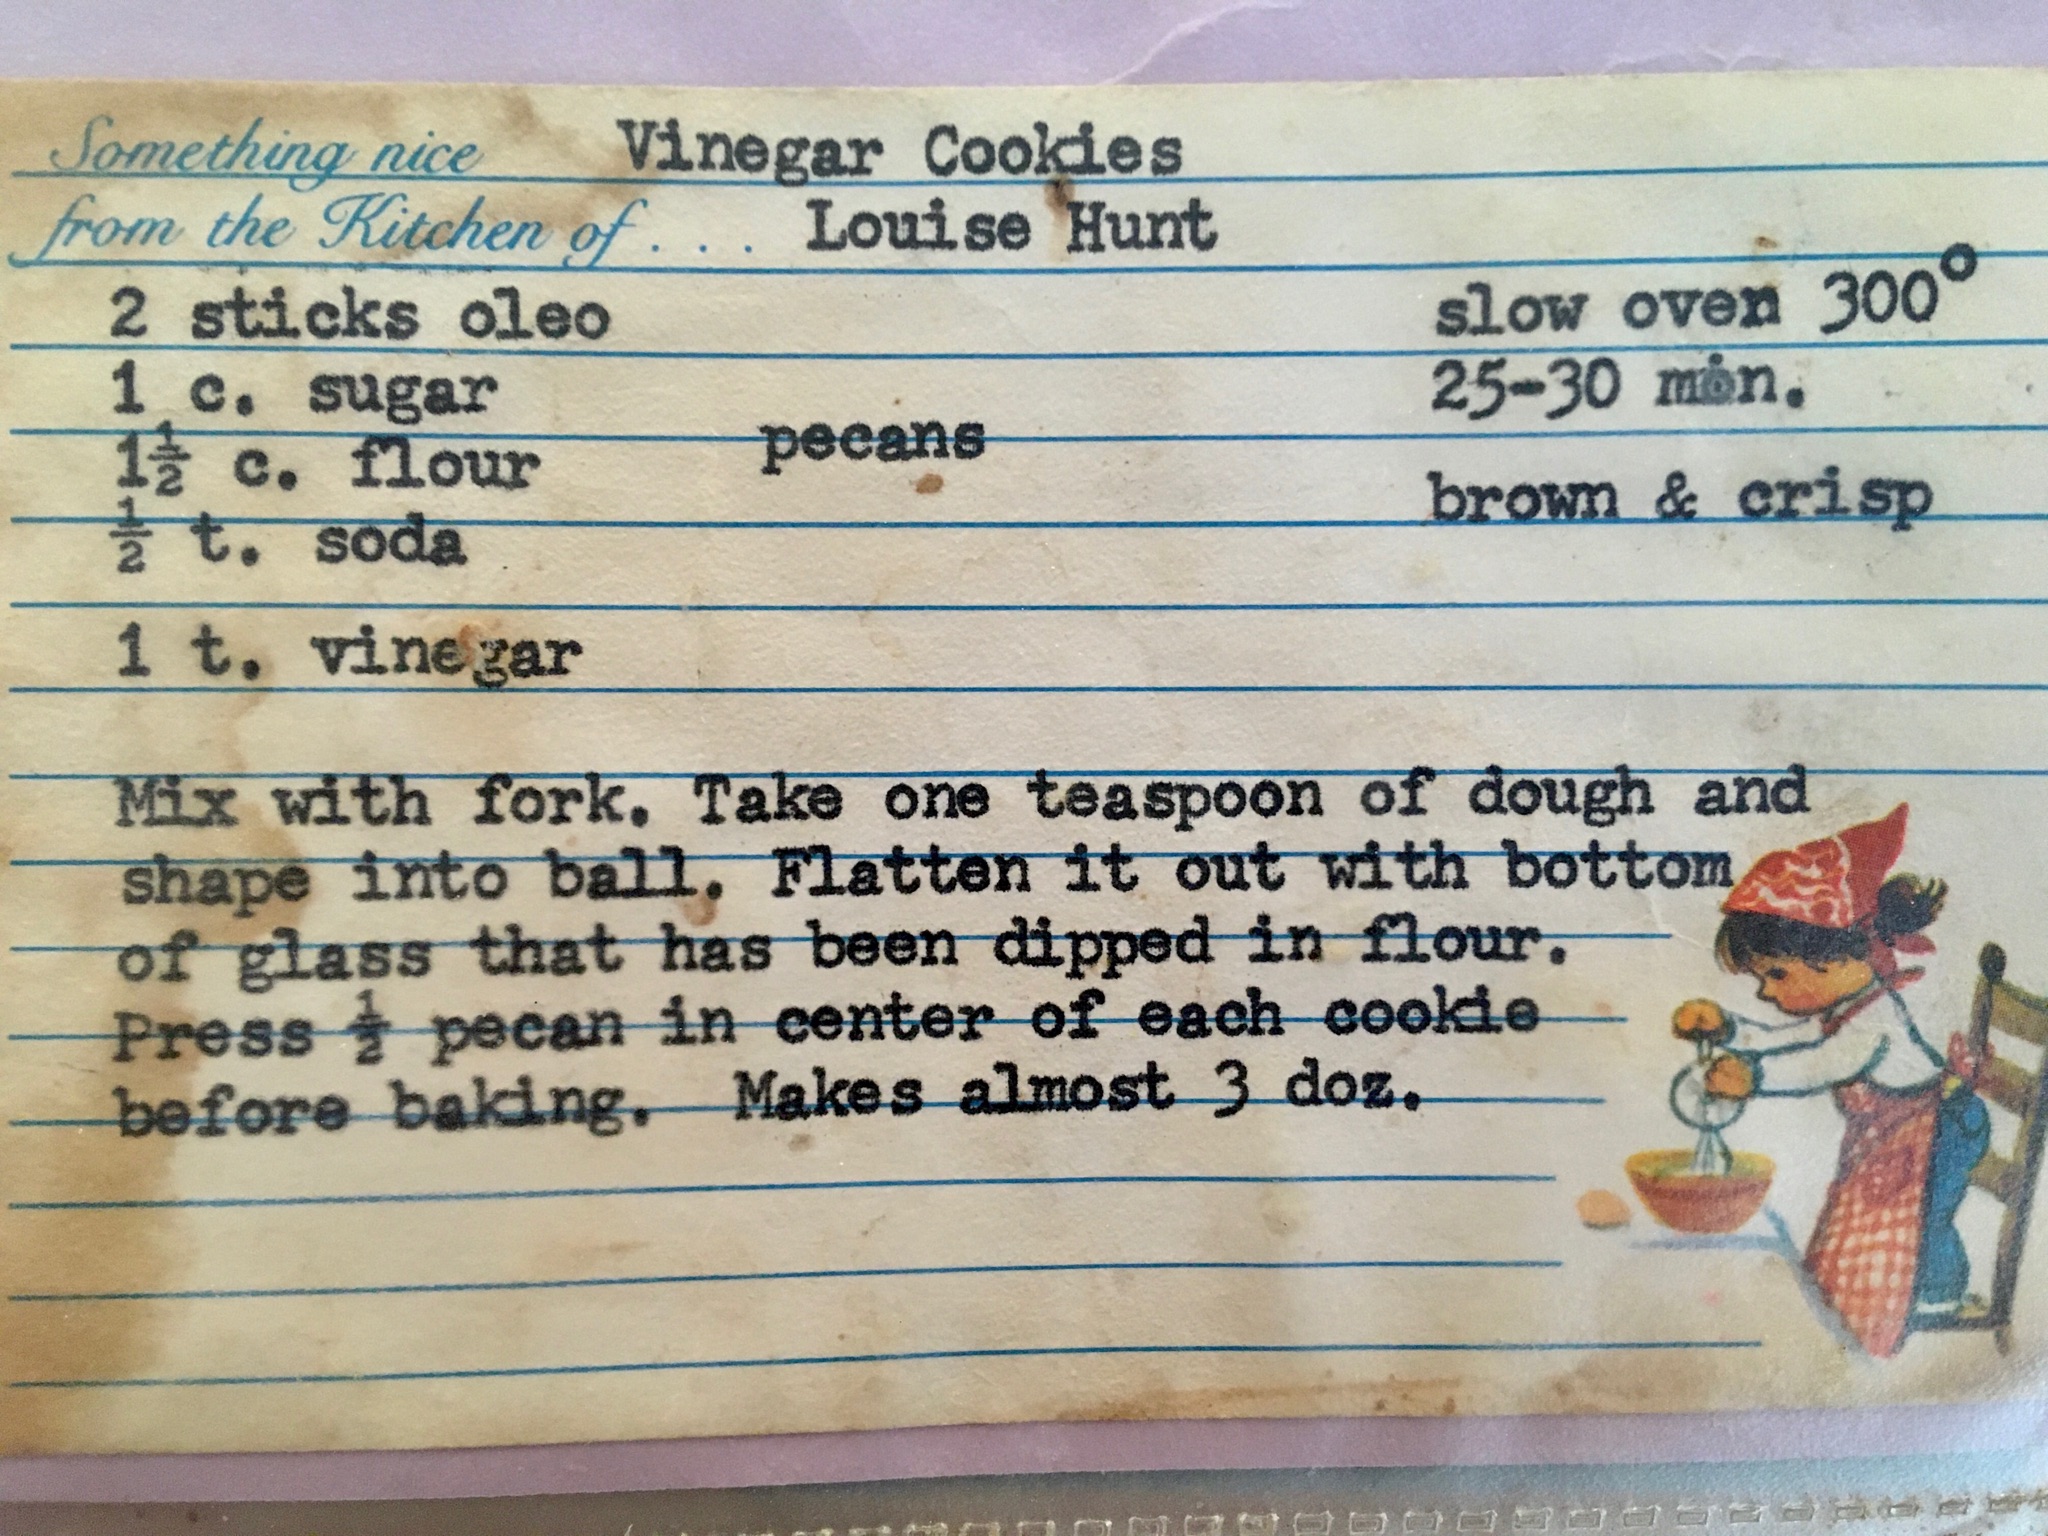 Something nice Vinegar Cookies
from the Kitchen of . . . Louise Hunt
2 sticks oleo slow oven 300°
1 c. sugar 25-30 min.
pecans
1½ c. flour
brown & crisp
½ t. soda
1 t. vinegar
Mix with fork. Take one teaspoon of dough and
shape into ball. Flatten it out with bottom
of glass that has been dipped in flour.
Press ½ pecan in center of each cookie
before baking. Makes almost 3 doz.